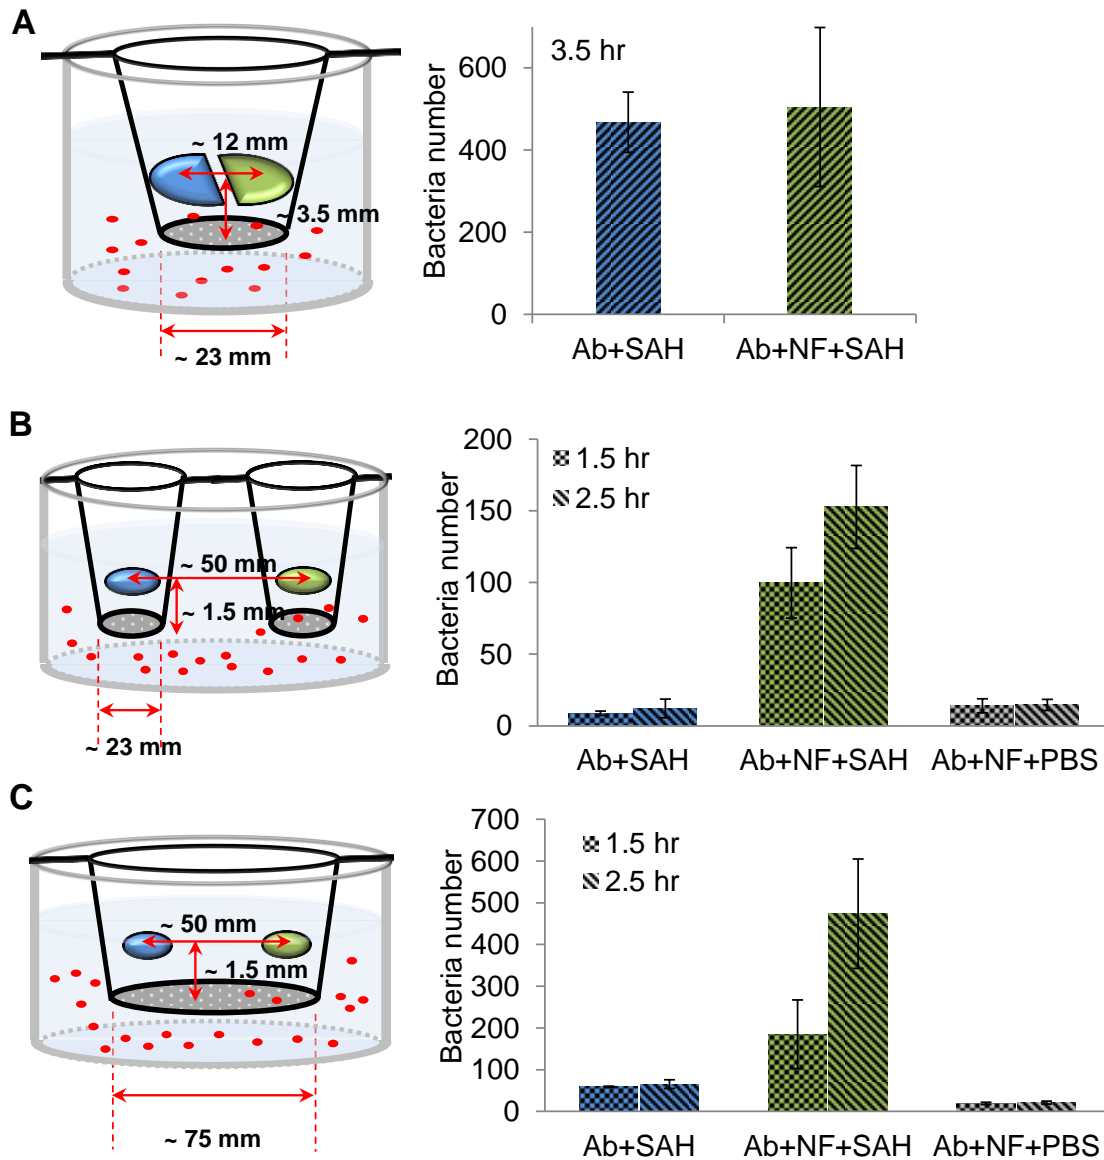 A
~ 12 mm
~ 3.5 mm
~ 23 mm
Bacteria number
3.5 hr
600
400
200
0
Ab+SAH
Ab+NF+SAH
B
~ 50 mm
~ 1.5 mm
~ 23 mm
Bacteria number
1.5 hr
2.5 hr
200
150
100
50
0
Ab+SAH
Ab+NF+SAH
Ab+NF+PBS
C
~ 50 mm
~ 1.5 mm
~ 75 mm
Bacteria number
1.5 hr
2.5 hr
700
600
500
400
300
200
100
0
Ab+SAH
Ab+NF+SAH
Ab+NF+PBS